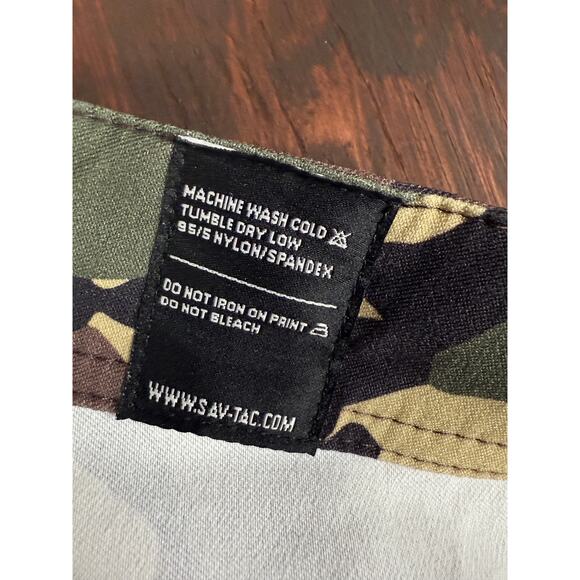 MACHINE WASH COLD
TUMBLE DRY LOW
95/5 NYLON/SPANDEX
DO NOT IRON ON PRINT
DO NOT BLEACH
WWW.SAV-TAC.COM